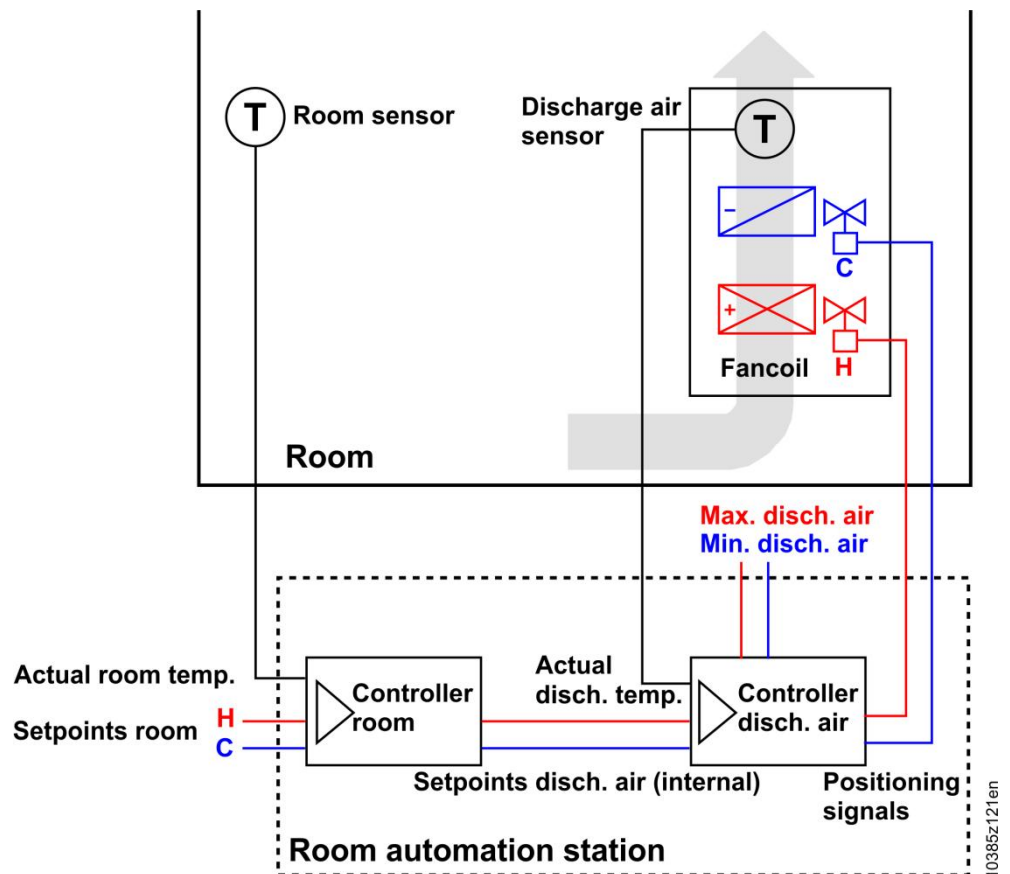 T
Room sensor
Discharge air
sensor
T
−
C
+
Fancoil
H
Room
Max. disch. air
Min. disch. air
Actual room temp.
Setpoints room
H
C
Controller
room
Actual
disch. temp.
Controller
disch. air
Setpoints disch. air (internal)
Positioning
signals
Room automation station
10385z121en